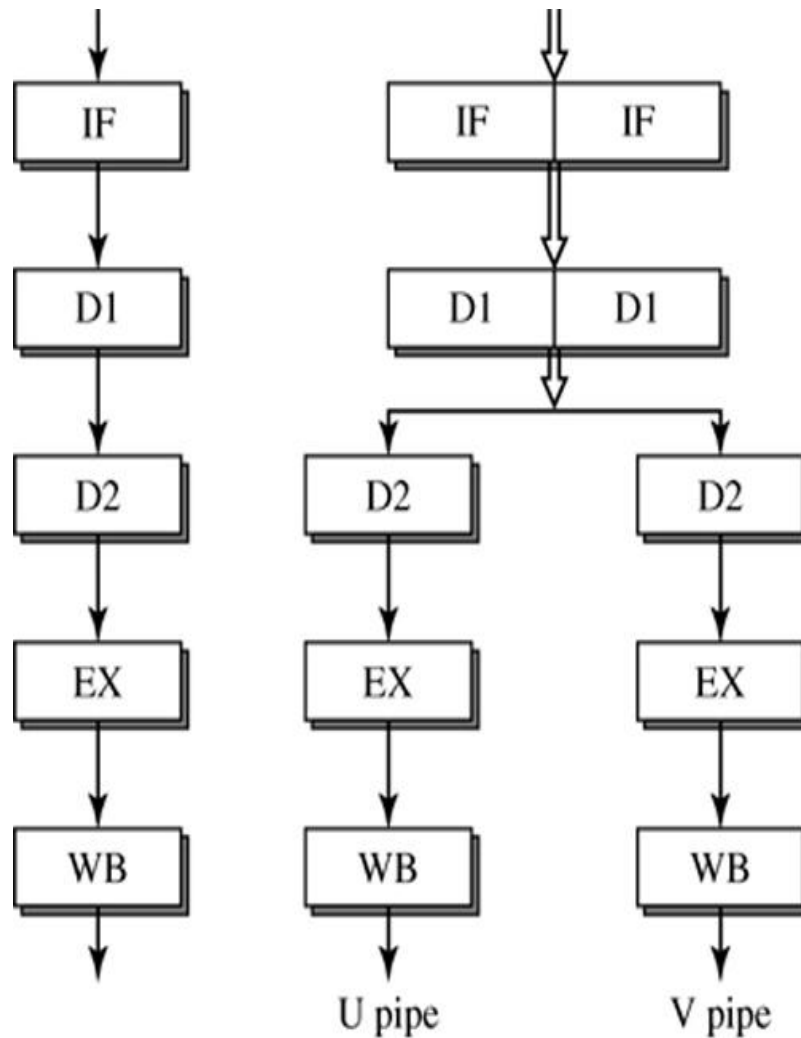 IF
IF IF
D1
D1 D1
D2
D2
D2
EX
EX
EX
WB
WB
WB
U pipe
V pipe